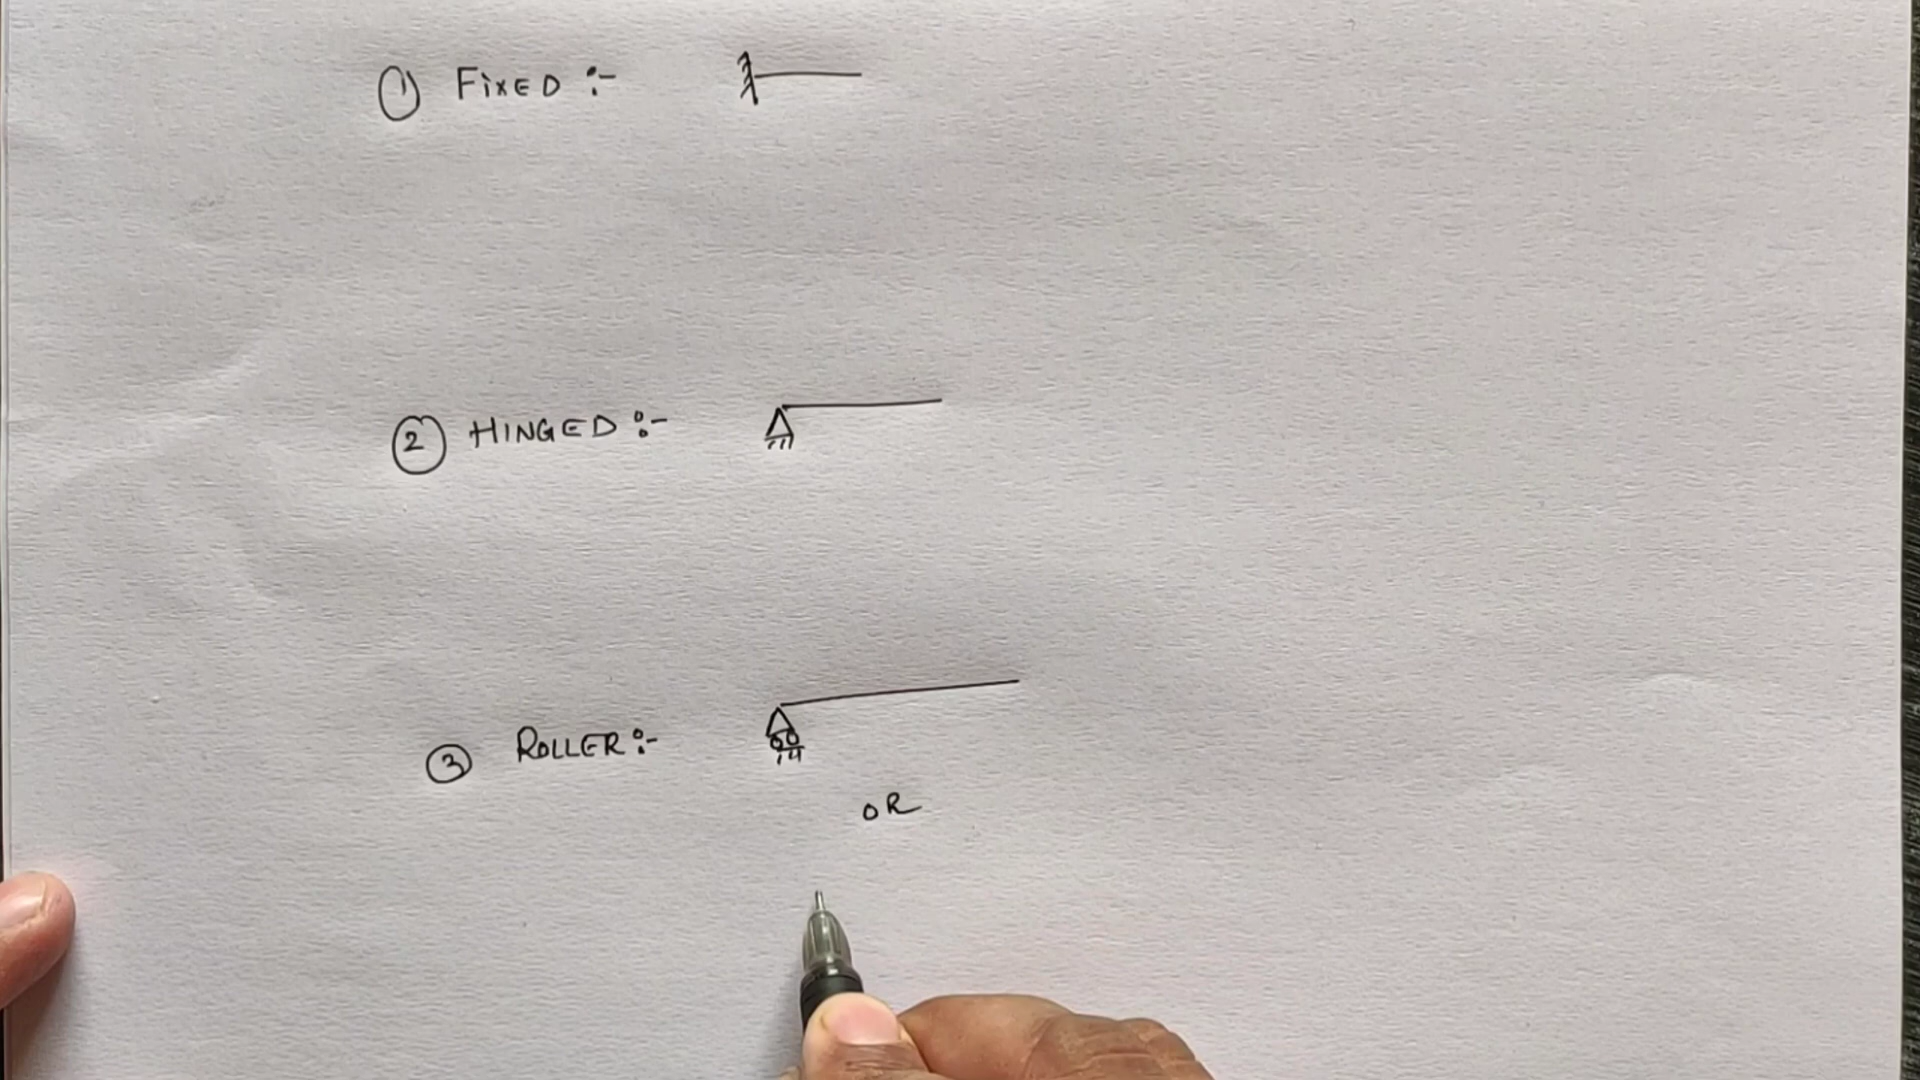 ① FixED :-
② HINGED :-
③ ROLLER :-
OR